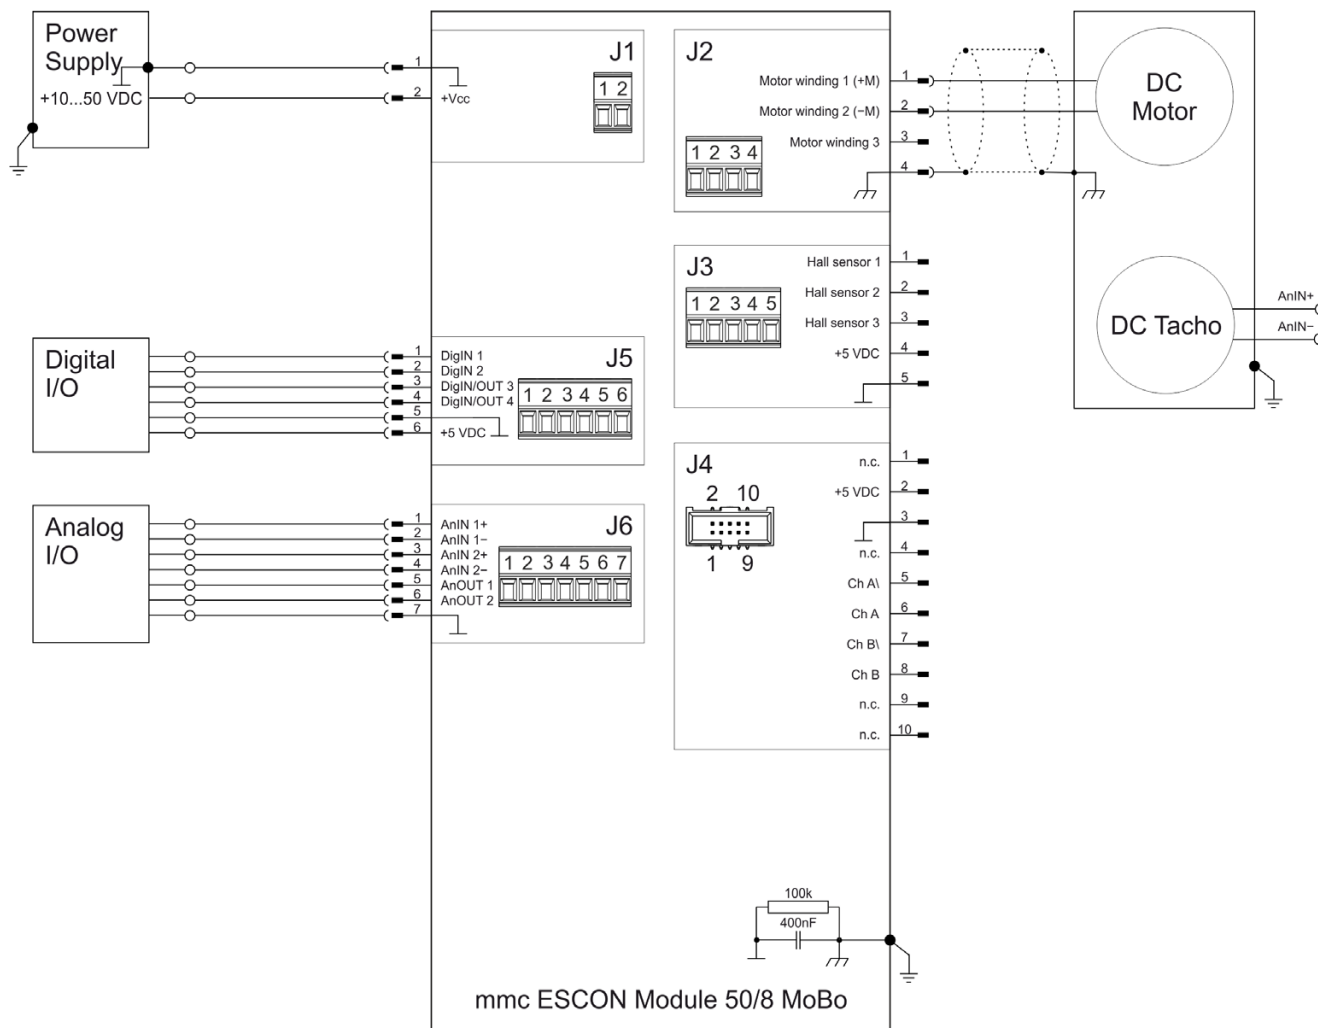 Power
Supply
+10...50 VDC
1
2
+Vcc
J1
1 2
J2
1 2 3 4
Motor winding 1 (+M)
1
Motor winding 2 (−M)
2
Motor winding 3
3
4
DC
Motor
J3
1 2 3 4 5
Hall sensor 1
1
Hall sensor 2
2
Hall sensor 3
3
+5 VDC
4
5
DC Tacho
AnIN+
AnIN−
Digital
I/O
1
DigIN 1
2
DigIN 2
3
DigIN/OUT 3
4
DigIN/OUT 4
5
6
+5 VDC
J5
1 2 3 4 5 6
J4
2 10
1 9
n.c.
1
+5 VDC
2
3
n.c.
4
Ch A\
5
Ch A
6
Ch B\
7
Ch B
8
n.c.
9
n.c.
10
Analog
I/O
1
AnIN 1+
2
AnIN 1−
3
AnIN 2+
4
AnIN 2−
5
AnOUT 1
6
AnOUT 2
7
J6
1 2 3 4 5 6 7
100k
400nF
mmc ESCON Module 50/8 MoBo